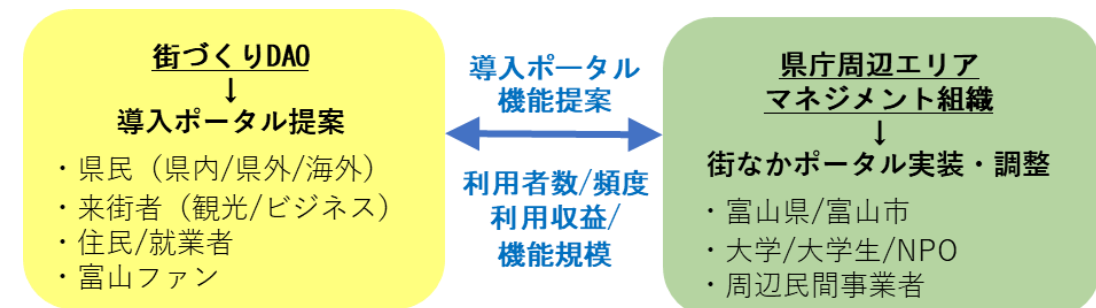 街づくりDAO
↓
導入ポータル提案
・県民（県内/県外/海外）
・来街者（観光/ビジネス）
・住民/就業者
・富山ファン
導入ポータル
機能提案
利用者数/頻度
利用収益/
機能規模
県庁周辺エリア
マネジメント組織
↓
街なかポータル実装・調整
・富山県/富山市
・大学/大学生/NPO
・周辺民間事業者